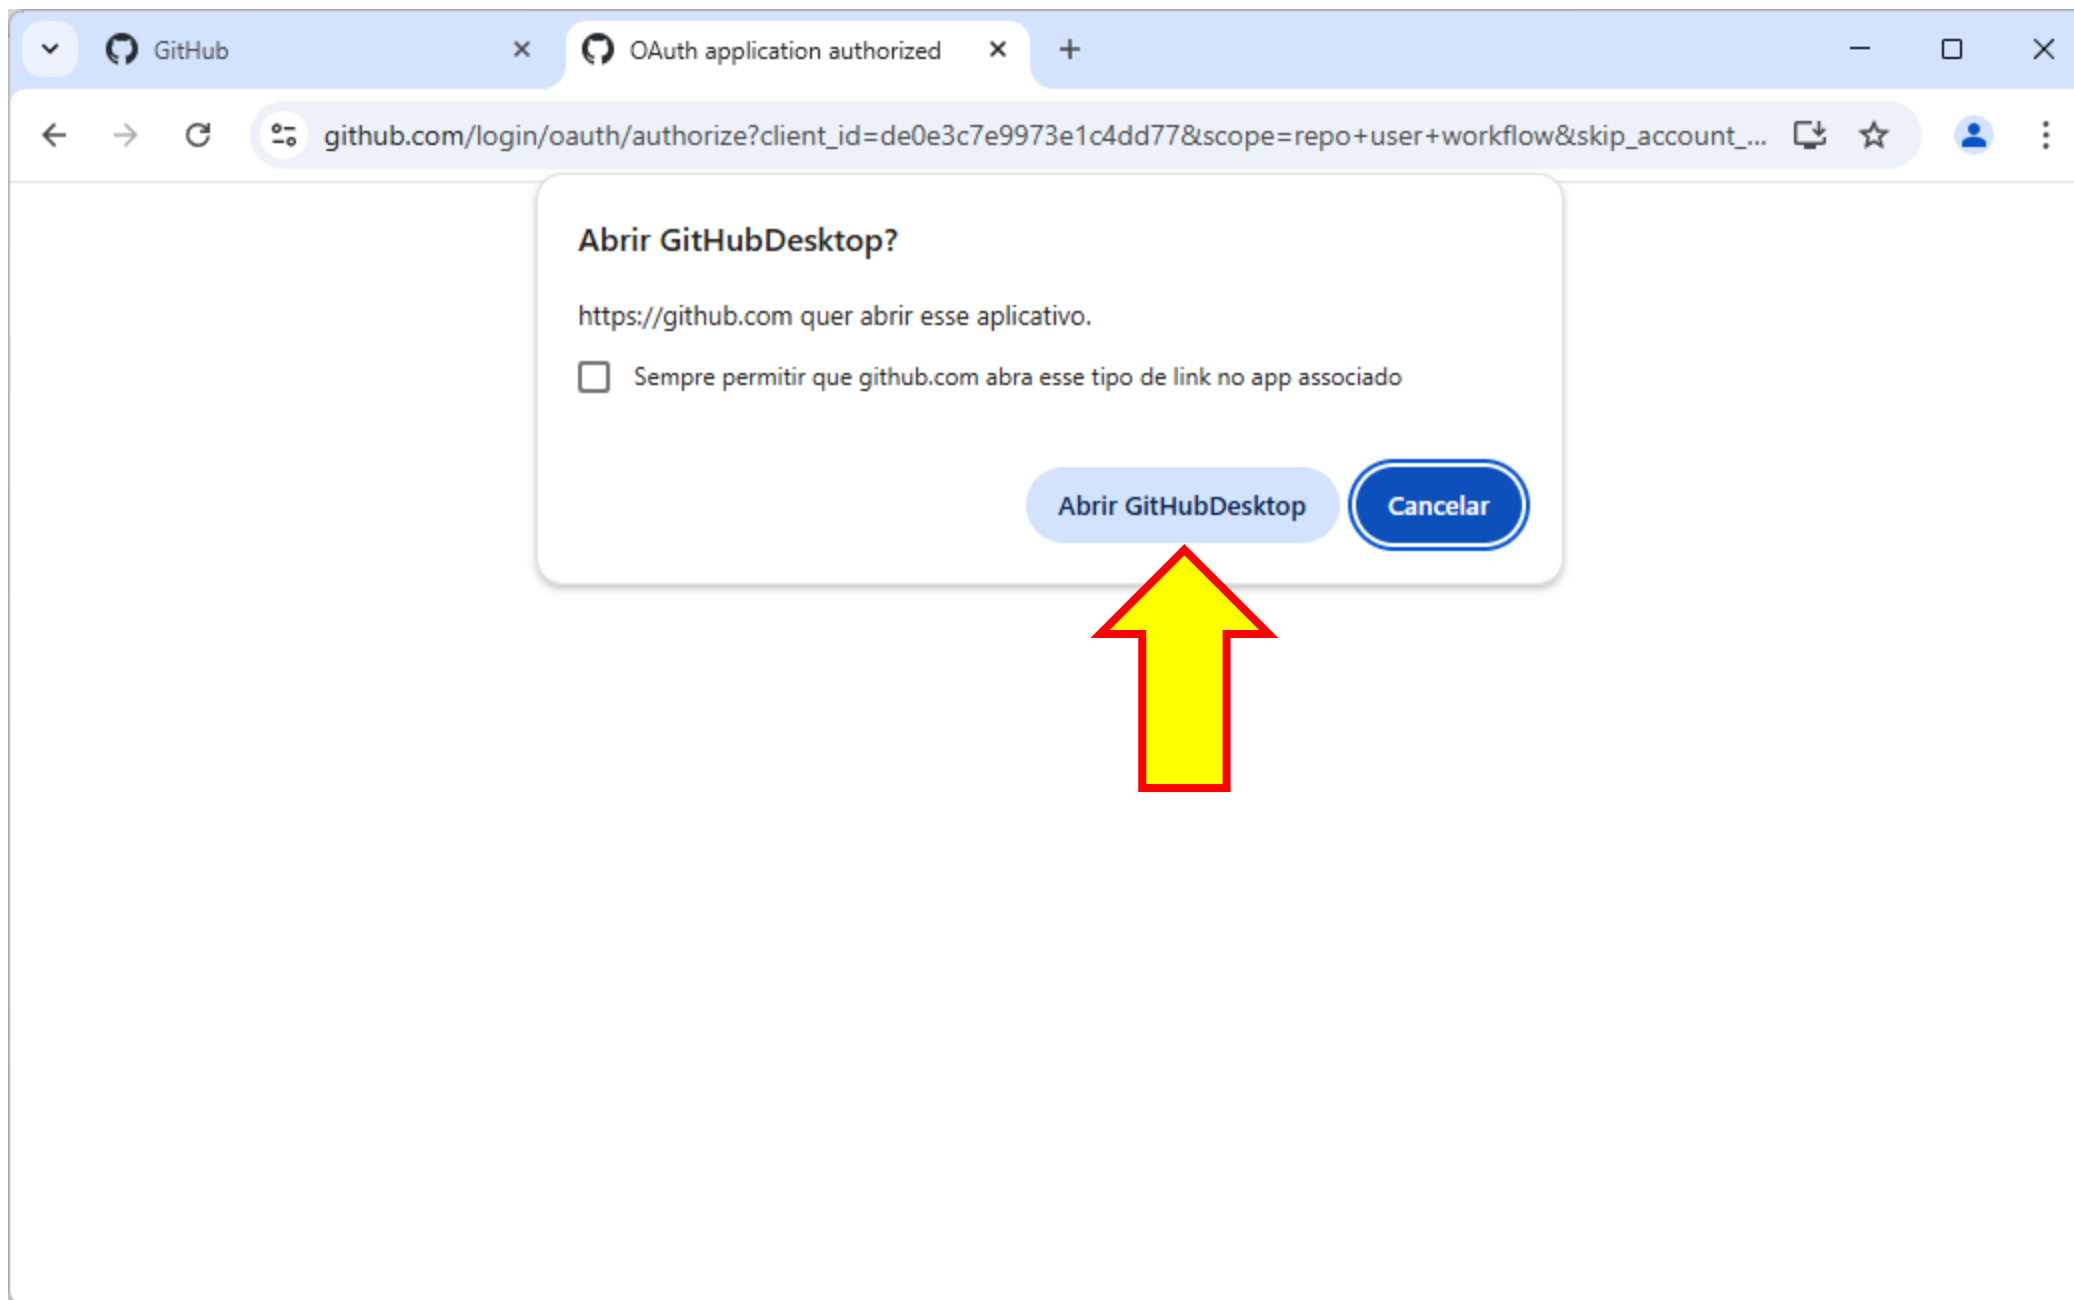 GitHub
OAuth application authorized
github.com/login/oauth/authorize?client_id=de0e3c7e9973e1c4dd77&scope=repo+user+workflow&skip_account_...
Abrir GitHubDesktop?
https://github.com quer abrir esse aplicativo.
Sempre permitir que github.com abra esse tipo de link no app associado
Abrir GitHubDesktop
Cancelar